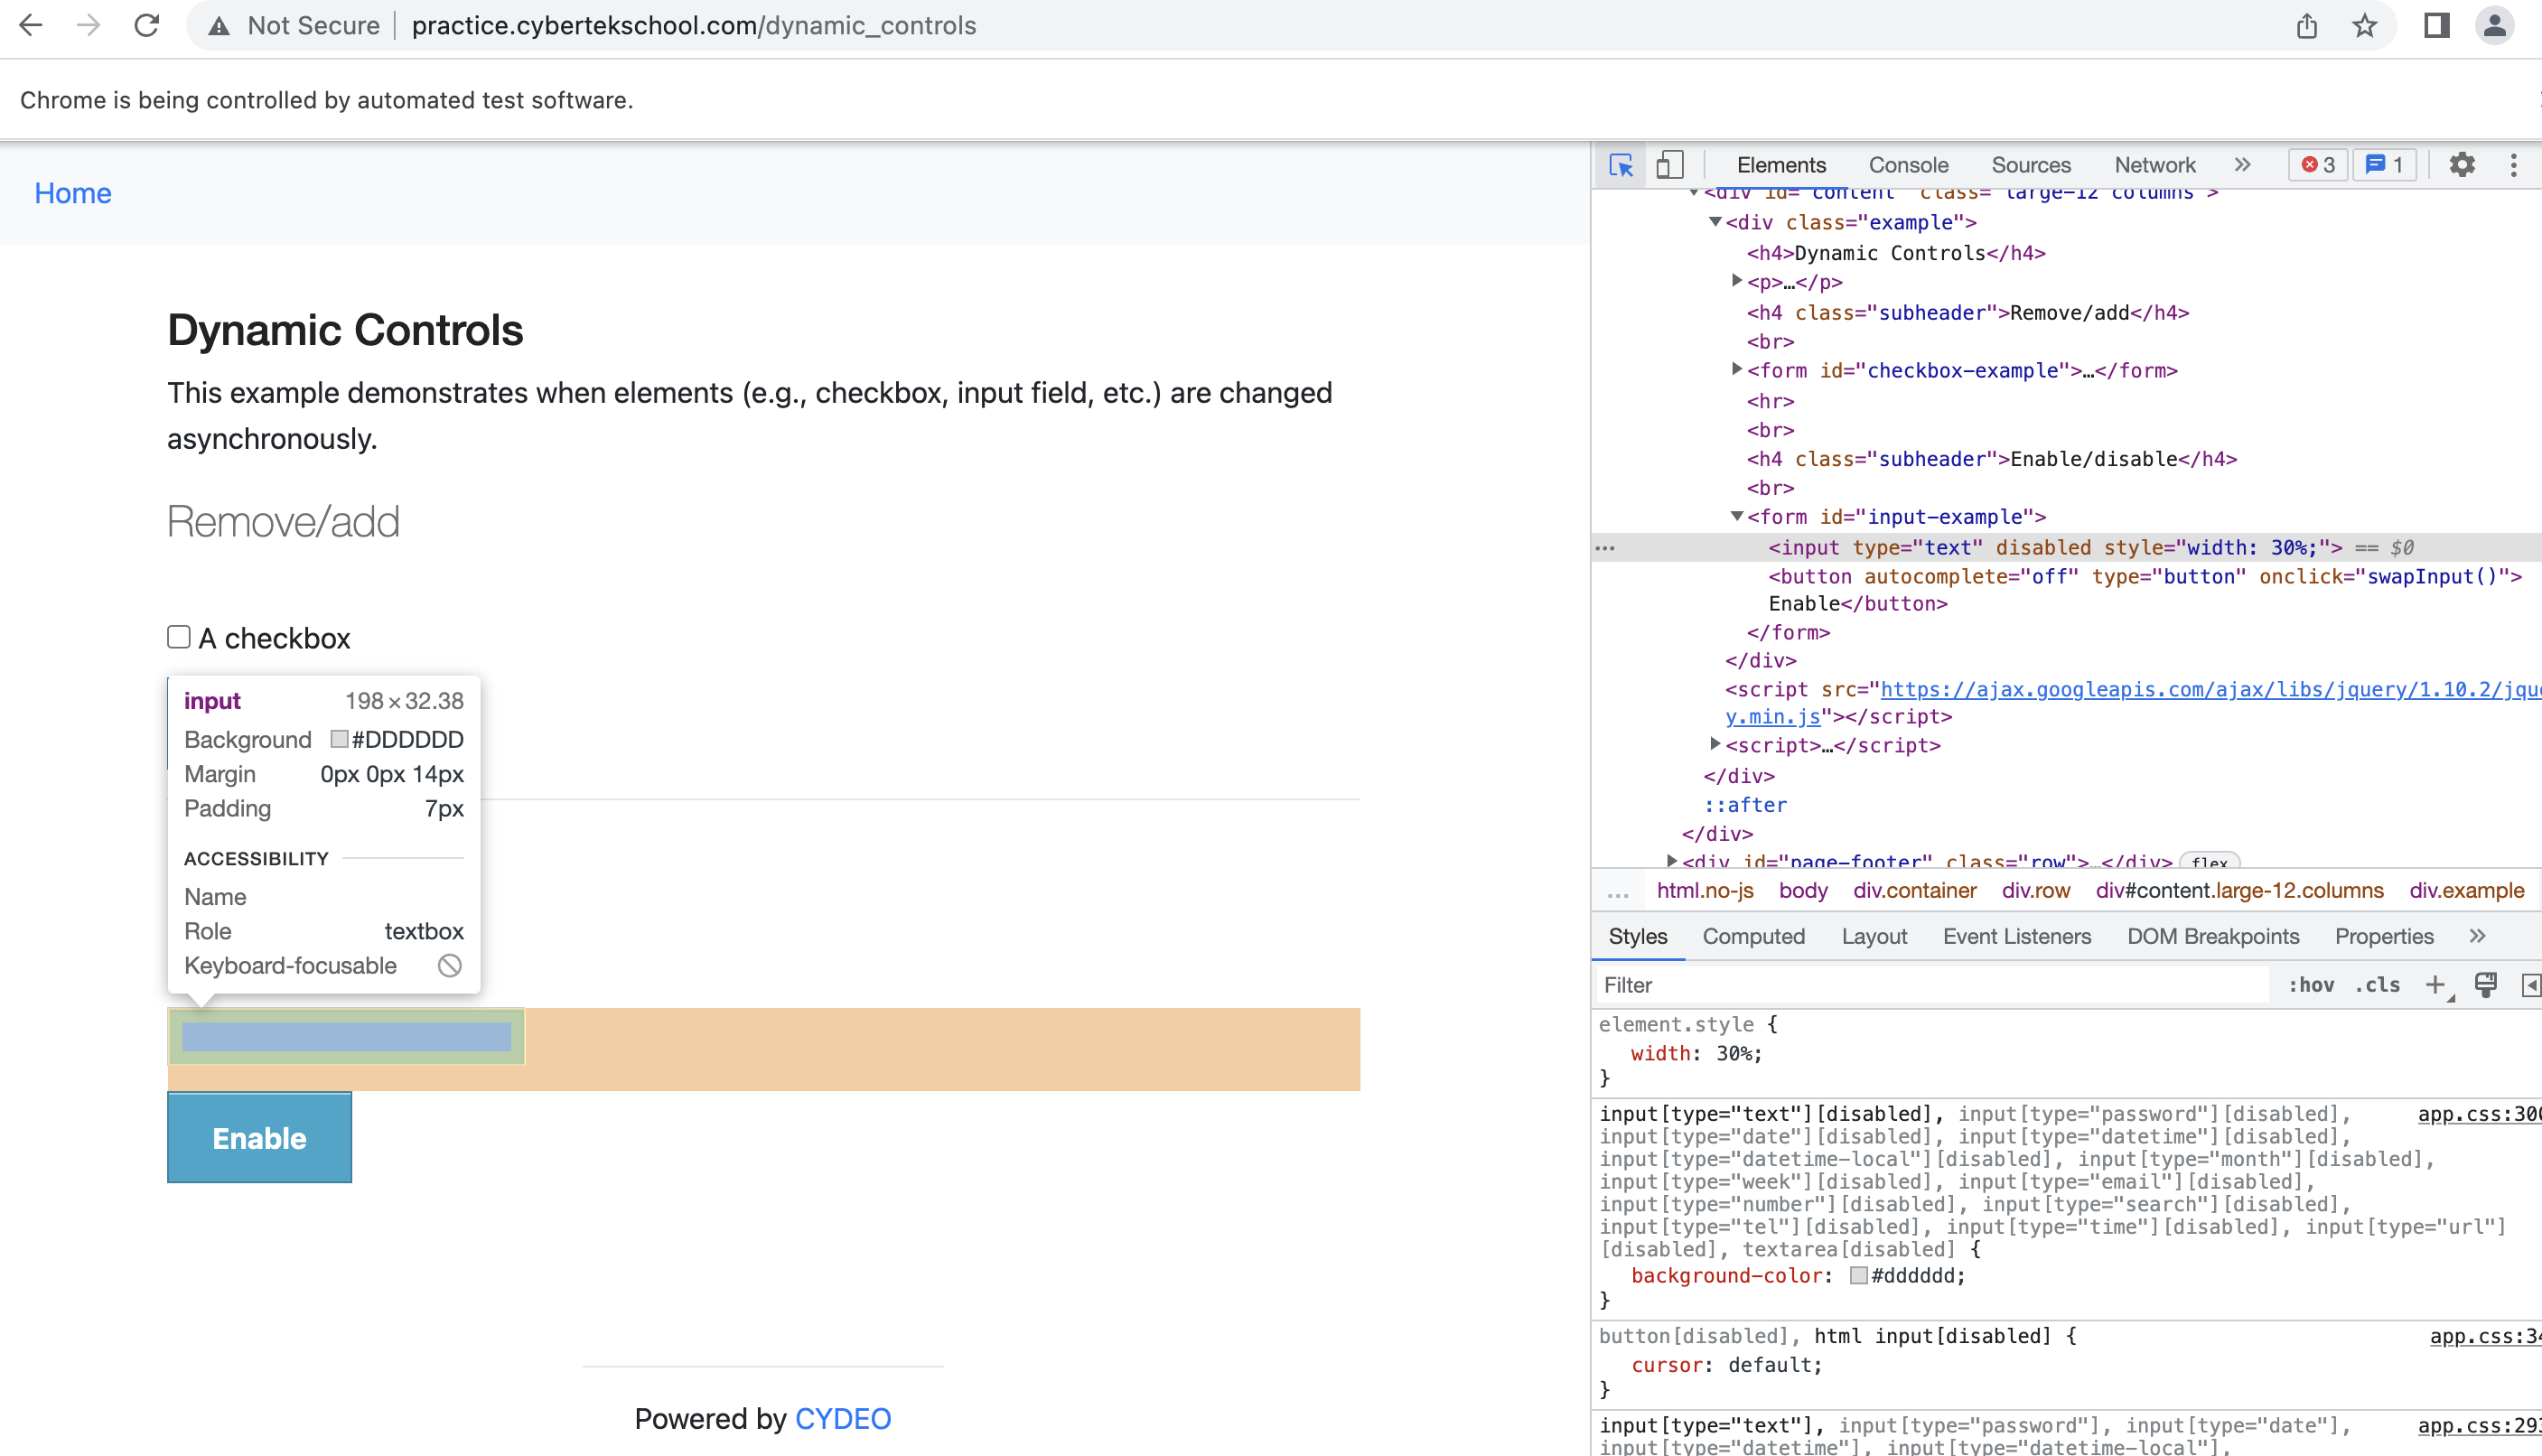 Not Secure | practice.cybertekschool.com/dynamic_controls
Chrome is being controlled by automated test software.
Home
Dynamic Controls
This example demonstrates when elements (e.g., checkbox, input field, etc.) are changed
asynchronously.
Remove/add
A checkbox
input 198 × 32.38
Background #DDDDDD
Margin 0px 0px 14px
Padding 7px
ACCESSIBILITY
Name
Role textbox
Keyboard-focusable
Enable
Powered by CYDEO
Elements Console Sources Network » 3 1
<div id="content" class="large-12 columns">
<div class="example">
<h4>Dynamic Controls</h4>
<p>…</p>
<h4 class="subheader">Remove/add</h4>
<br>
<form id="checkbox-example">…</form>
<hr>
<br>
<h4 class="subheader">Enable/disable</h4>
<br>
<form id="input-example">
<input type="text" disabled style="width: 30%;"> == $0
<button autocomplete="off" type="button" onclick="swapInput()">
Enable</button>
</form>
</div>
<script src="https://ajax.googleapis.com/ajax/libs/jquery/1.10.2/jque
y.min.js"></script>
<script>…</script>
</div>
::after
</div>
<div id="page-footer" class="row">…</div> flex
... html.no-js body div.container div.row div#content.large-12.columns div.example
Styles Computed Layout Event Listeners DOM Breakpoints Properties »
Filter :hov .cls +
element.style {
width: 30%;
}
input[type="text"][disabled], input[type="password"][disabled], app.css:300
input[type="date"][disabled], input[type="datetime"][disabled],
input[type="datetime-local"][disabled], input[type="month"][disabled],
input[type="week"][disabled], input[type="email"][disabled],
input[type="number"][disabled], input[type="search"][disabled],
input[type="tel"][disabled], input[type="time"][disabled], input[type="url"]
[disabled], textarea[disabled] {
background-color: #dddddd;
}
button[disabled], html input[disabled] { app.css:34
cursor: default;
}
input[type="text"], input[type="password"], input[type="date"], app.css:293
input[type="datetime"], input[type="datetime-local"],